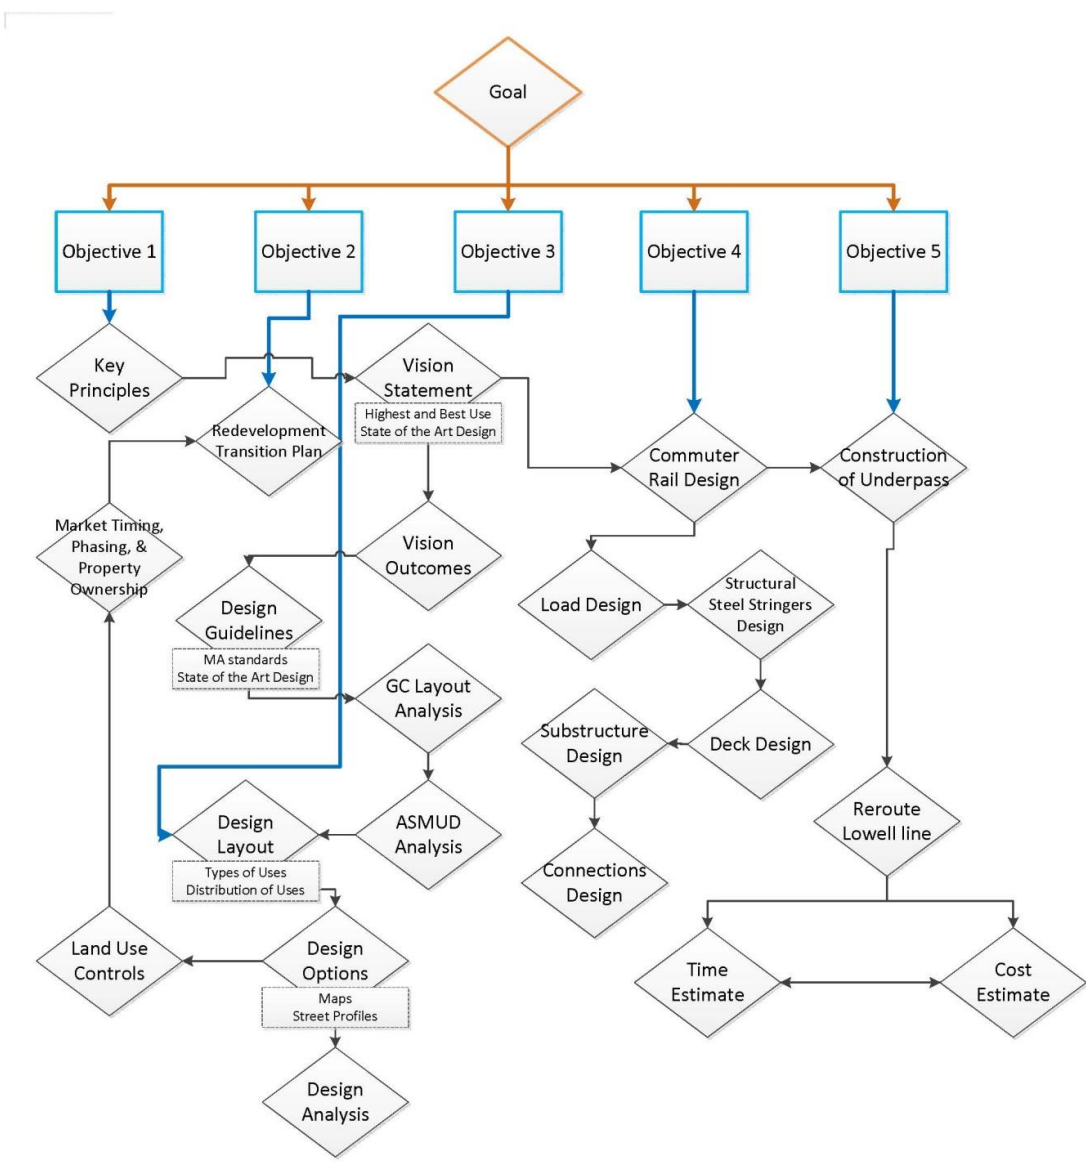 Goal
Objective 1
Objective 2
Objective 3
Objective 4
Objective 5
Key
Principles
Vision
Statement
Highest and Best Use
State of the Art Design
Redevelopment
Transition Plan
Commuter
Rail Design
Construction
of Underpass
Market Timing,
Phasing, &
Property
Ownership
Vision
Outcomes
Design
Guidelines
MA standards
State of the Art Design
Load Design
Structural
Steel Stringers
Design
GC Layout
Analysis
Substructure
Design
Deck Design
Design
Layout
Types of Uses
Distribution of Uses
ASMUD
Analysis
Reroute
Lowell line
Connections
Design
Land Use
Controls
Design
Options
Maps
Street Profiles
Time
Estimate
Cost
Estimate
Design
Analysis